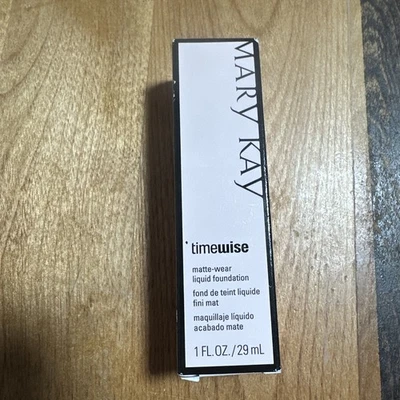 MARY KAY
timewise
matte-wear
liquid foundation
fond de teint liquide
fini mat
maquillaje líquido
acabado mate
1 FL.OZ./29 mL